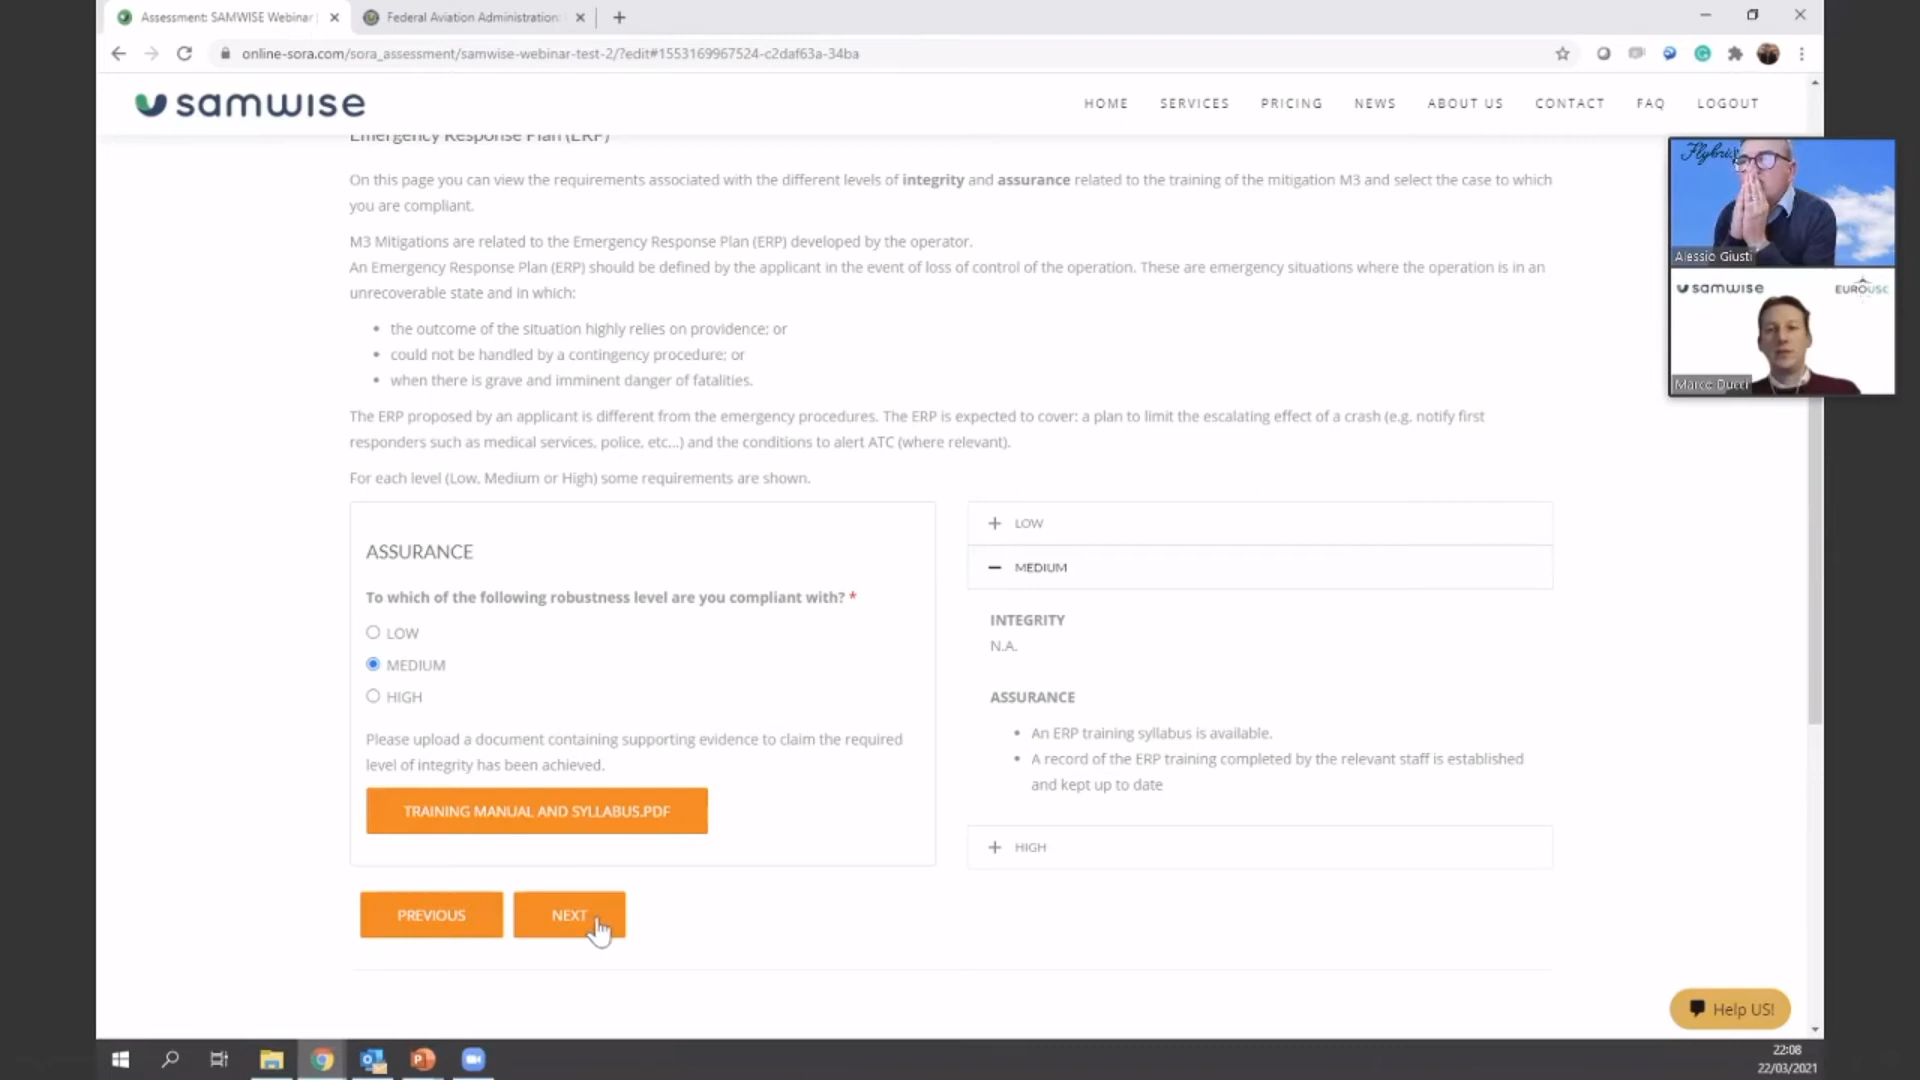 Assessment: SAMWISE Webinar
Federal Aviation Administration:
online-sora.com/sora_assessment/samwise-webinar-test-2/?edit#1553169967524-c2daf63a-34ba
samwise
HOME SERVICES PRICING NEWS ABOUT US CONTACT FAQ LOGOUT
Emergency Response Plan (ERP)
On this page you can view the requirements associated with the different levels of integrity and assurance related to the training of the mitigation M3 and select the case to which
you are compliant.
M3 Mitigations are related to the Emergency Response Plan (ERP) developed by the operator.
An Emergency Response Plan (ERP) should be defined by the applicant in the event of loss of control of the operation. These are emergency situations where the operation is in an
unrecoverable state and in which:
• the outcome of the situation highly relies on providence; or
• could not be handled by a contingency procedure; or
• when there is grave and imminent danger of fatalities.
The ERP proposed by an applicant is different from the emergency procedures. The ERP is expected to cover: a plan to limit the escalating effect of a crash (e.g. notify first
responders such as medical services, police, etc...) and the conditions to alert ATC (where relevant).
For each level (Low, Medium or High) some requirements are shown.
ASSURANCE
To which of the following robustness level are you compliant with? *
LOW
MEDIUM
HIGH
Please upload a document containing supporting evidence to claim the required
level of integrity has been achieved.
TRAINING MANUAL AND SYLLABUS.PDF
PREVIOUS
NEXT
+ LOW
− MEDIUM
INTEGRITY
N.A.
ASSURANCE
• An ERP training syllabus is available.
• A record of the ERP training completed by the relevant staff is established
and kept up to date
+ HIGH
Alessio Giusti
samwise
EUROUSC
Marco Ducci
Help US!
22:08
22/03/2021